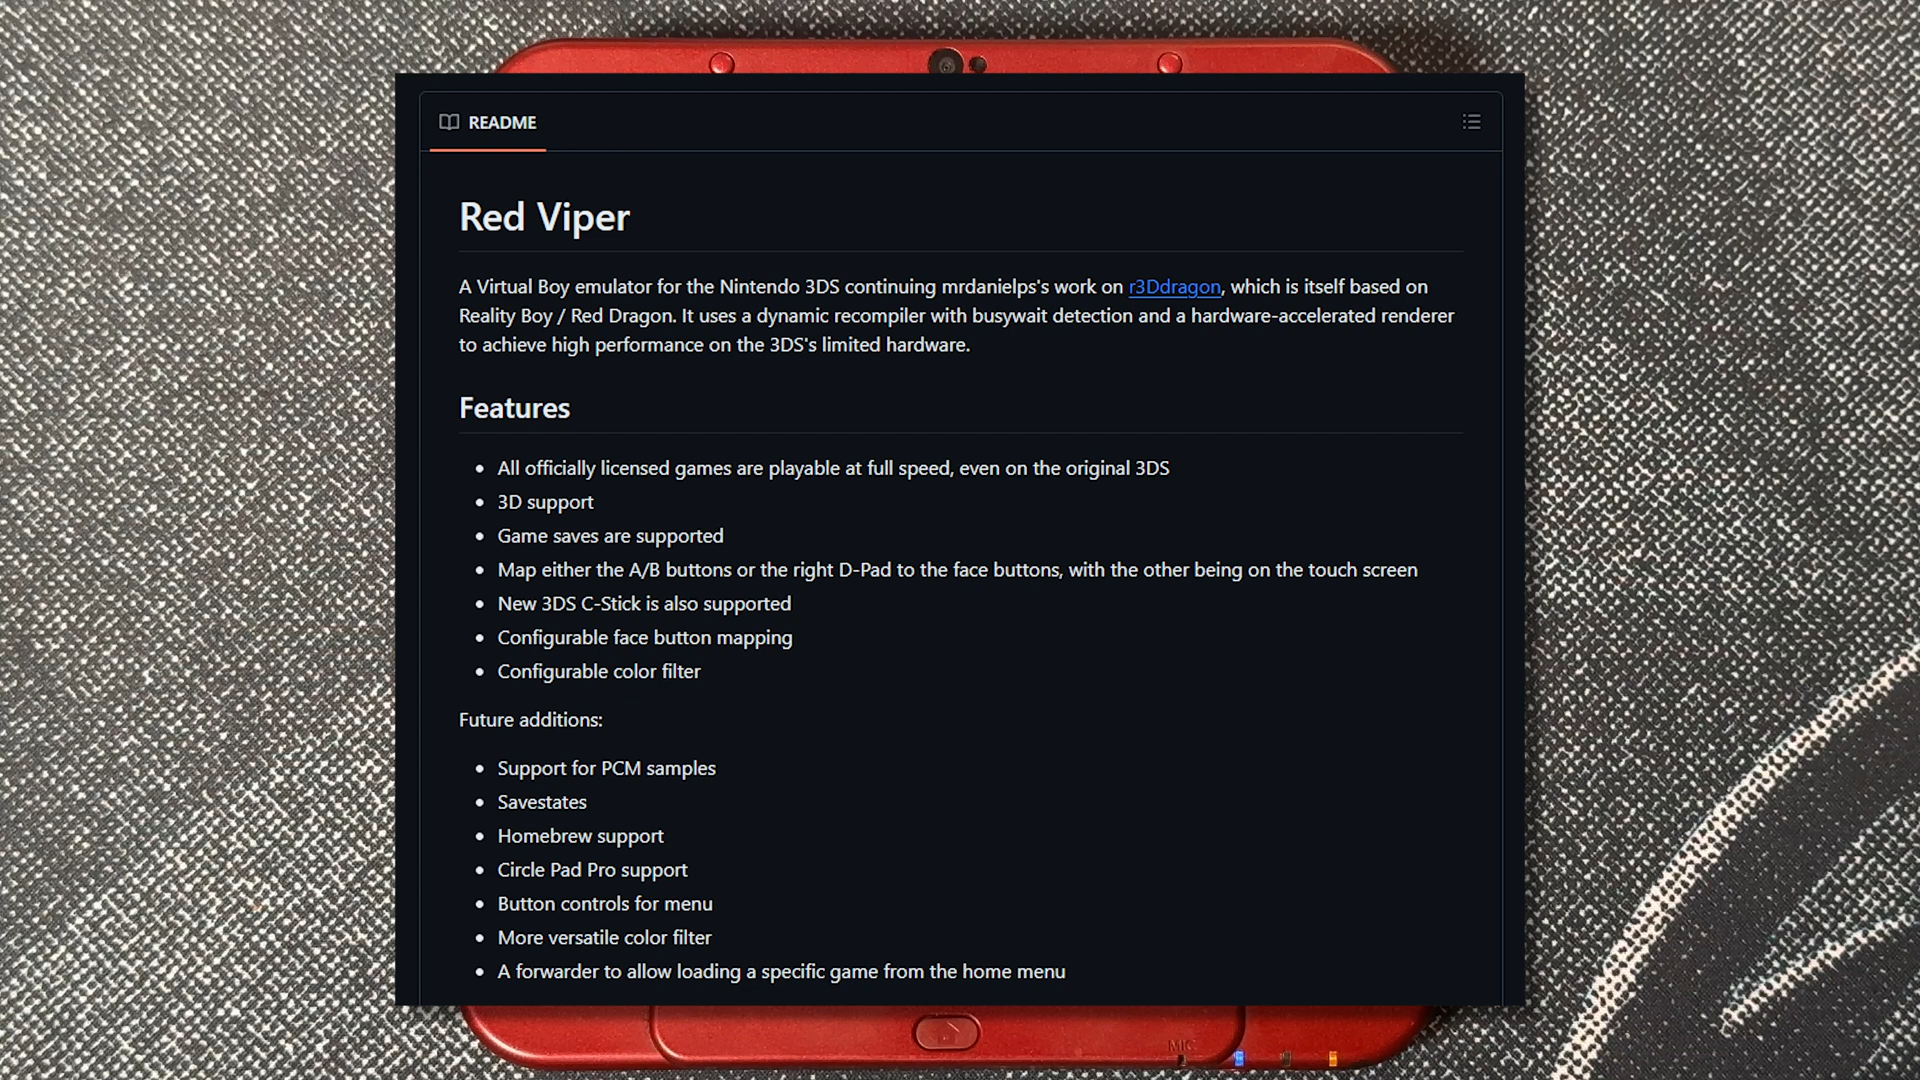 README
Red Viper
A Virtual Boy emulator for the Nintendo 3DS continuing mrdanielps's work on r3Ddragon, which is itself based on
Reality Boy / Red Dragon. It uses a dynamic recompiler with busywait detection and a hardware-accelerated renderer
to achieve high performance on the 3DS's limited hardware.
Features
• All officially licensed games are playable at full speed, even on the original 3DS
• 3D support
• Game saves are supported
• Map either the A/B buttons or the right D-Pad to the face buttons, with the other being on the touch screen
• New 3DS C-Stick is also supported
• Configurable face button mapping
• Configurable color filter
Future additions:
• Support for PCM samples
• Savestates
• Homebrew support
• Circle Pad Pro support
• Button controls for menu
• More versatile color filter
• A forwarder to allow loading a specific game from the home menu
MIC